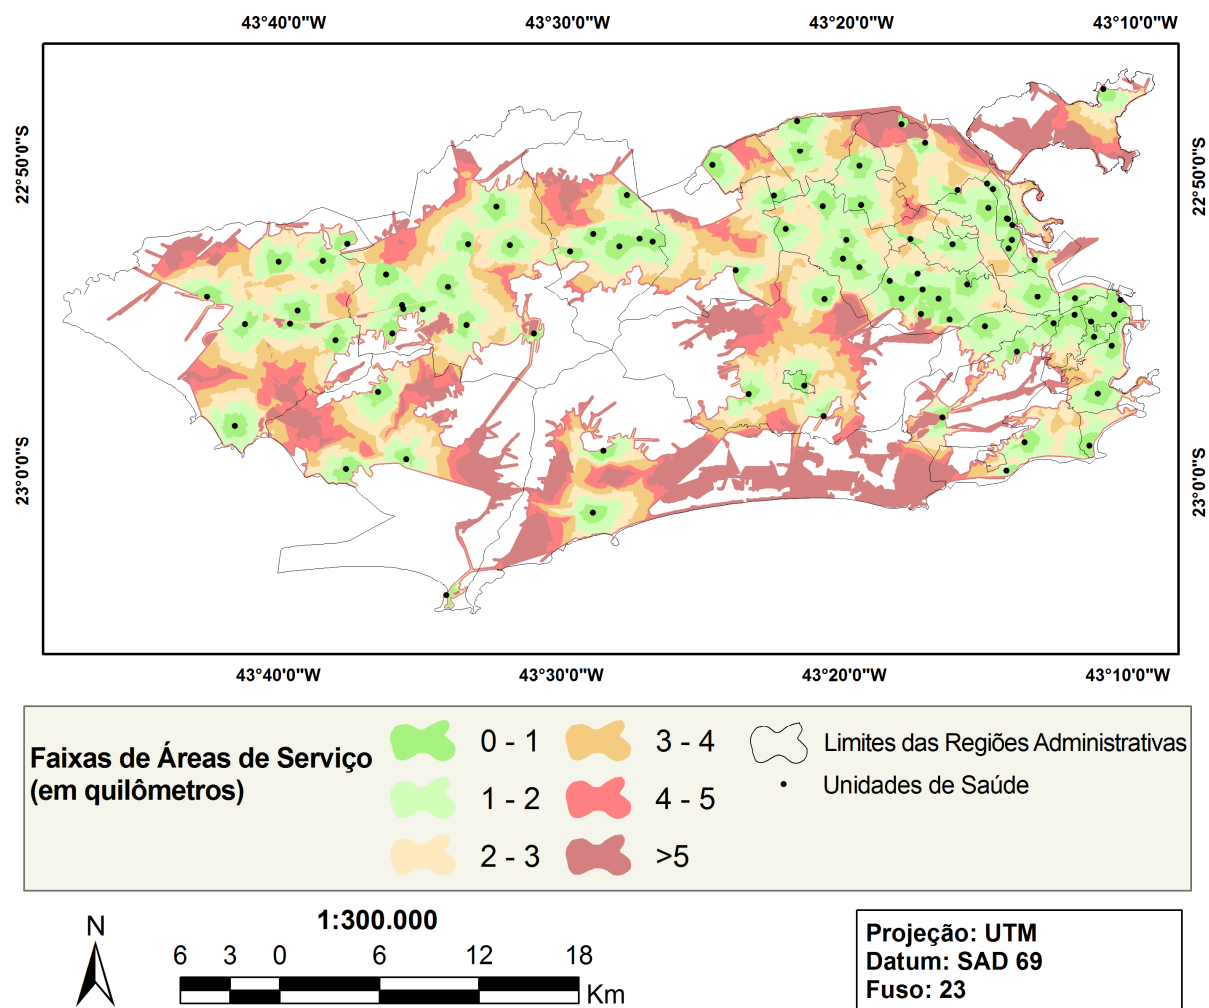 43°40'0"W 43°30'0"W 43°20'0"W 43°10'0"W
22°50'0"S
22°50'0"S
23°0'0"S
23°0'0"S
43°40'0"W 43°30'0"W 43°20'0"W 43°10'0"W
Faixas de Áreas de Serviço
(em quilômetros)
0 - 1
1 - 2
2 - 3
3 - 4
4 - 5
>5
Limites das Regiões Administrativas
Unidades de Saúde
N
1:300.000
6 3 0 6 12 18
Km
Projeção: UTM
Datum: SAD 69
Fuso: 23